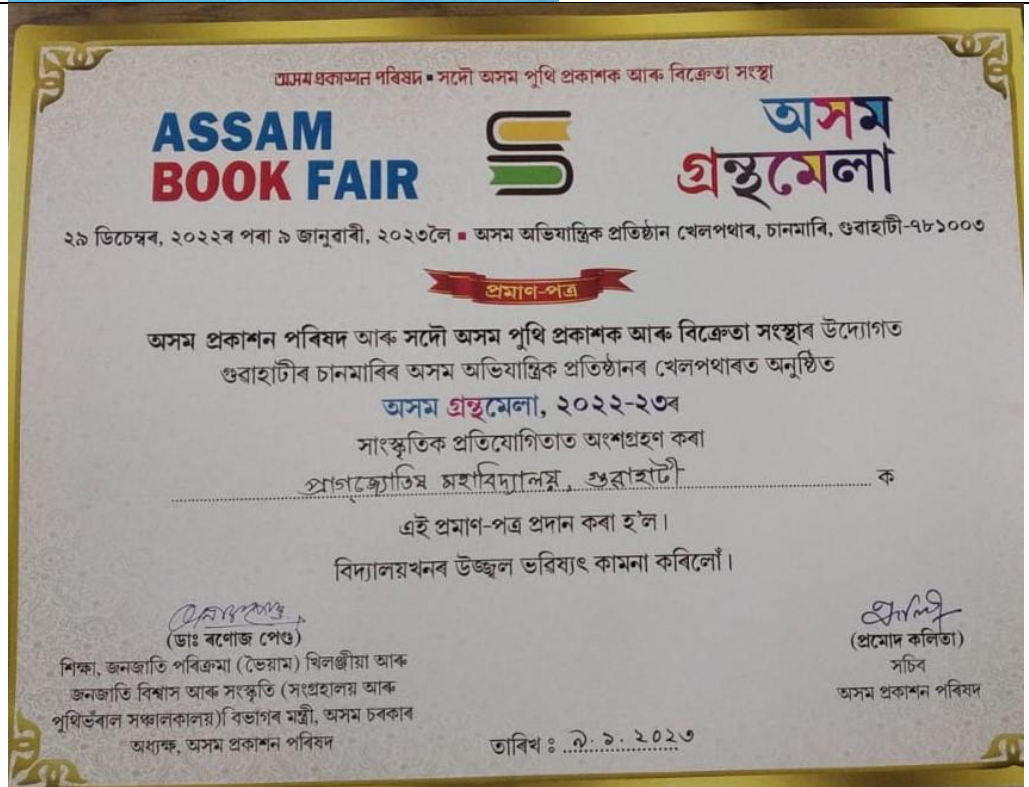 অসম প্ৰকাশন পৰিষদ ▪ সদৌ অসম পুথি প্ৰকাশক আৰু বিক্ৰেতা সংস্থা
ASSAM
BOOK FAIR
অসম
গ্ৰন্থমেলা
২৯ ডিচেম্বৰ, ২০২২ৰ পৰা ৯ জানুৱাৰী, ২০২৩লৈ ▪ অসম অভিযান্ত্ৰিক প্ৰতিষ্ঠান খেলপথাৰ, চানমাৰি, গুৱাহাটী-৭৮১০০৩
প্ৰমাণ-পত্ৰ
অসম প্ৰকাশন পৰিষদ আৰু সদৌ অসম পুথি প্ৰকাশক আৰু বিক্ৰেতা সংস্থাৰ উদ্যোগত
গুৱাহাটীৰ চানমাৰিৰ অসম অভিযান্ত্ৰিক প্ৰতিষ্ঠানৰ খেলপথাৰত অনুষ্ঠিত
অসম গ্ৰন্থমেলা, ২০২২-২৩ৰ
সাংস্কৃতিক প্ৰতিযোগিতাত অংশগ্ৰহণ কৰা
প্ৰাগজ্যোতিষ মহাবিদ্যালয়, গুৱাহাটী ক
এই প্ৰমাণ-পত্ৰ প্ৰদান কৰা হ'ল।
বিদ্যালয়খনৰ উজ্জ্বল ভৱিষ্যৎ কামনা কৰিলোঁ।
(ডাঃ ৰণোজ পেগু)
শিক্ষা, জনজাতি পৰিক্ৰমা (ভৈয়াম) খিলঞ্জীয়া আৰু
জনজাতি বিশ্বাস আৰু সংস্কৃতি (সংগ্ৰহালয় আৰু
পুথিভঁৰাল সঞ্চালকালয়) বিভাগৰ মন্ত্ৰী, অসম চৰকাৰ
অধ্যক্ষ, অসম প্ৰকাশন পৰিষদ
(প্ৰমোদ কলিতা)
সচিব
অসম প্ৰকাশন পৰিষদ
তাৰিখ : ৯.১.২০২৩